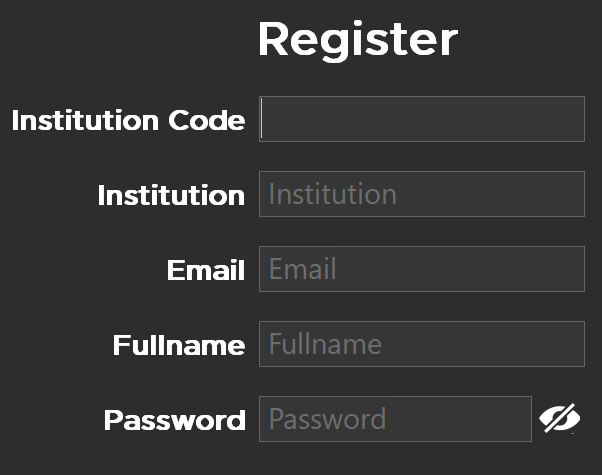 Register
Institution Code
Institution Institution
Email Email
Fullname Fullname
Password Password